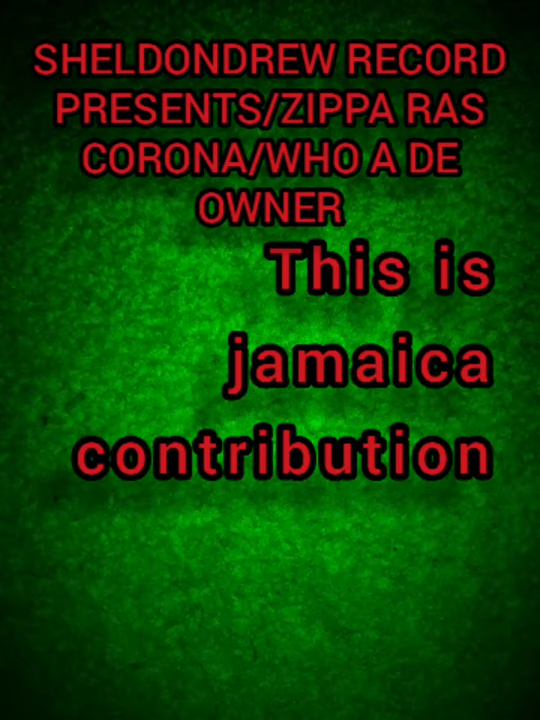 SHELDONDREW RECORD
PRESENTS/ZIPPA RAS
CORONA/WHO A DE
OWNER
This is
jamaica
contribution